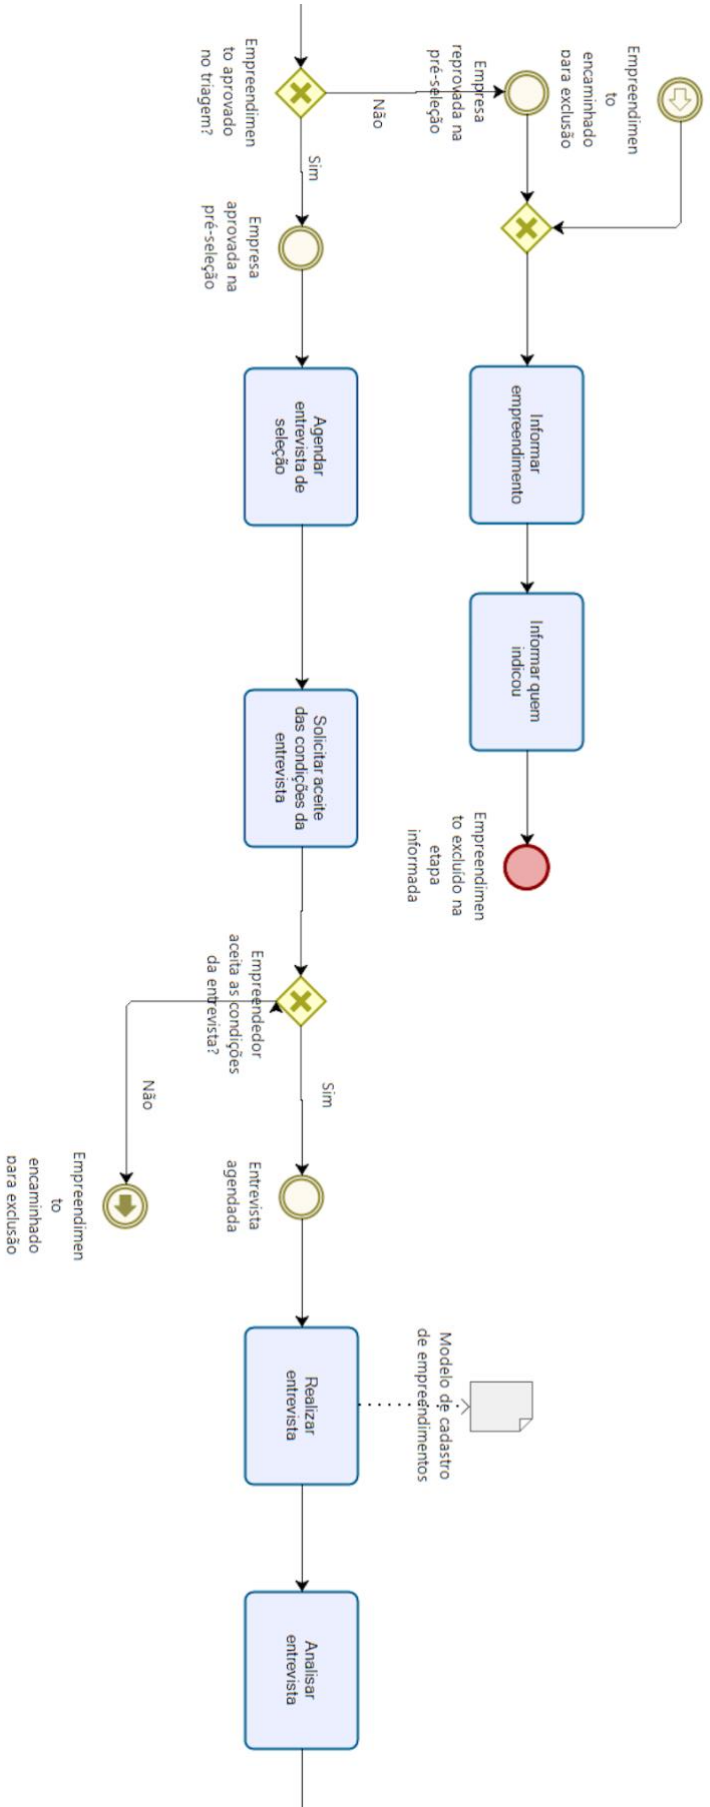 Empreendimen
to
encaminhado
para exclusão
Empresa
reprovada na
pré-seleção
Não
Empreendimen
to aprovado
no triagem?
Sim
Empresa
aprovada na
pré-seleção
Informar
empreendimento
Informar quem
indicou
Empreendimen
to excluído na
etapa
informada
Agendar
entrevista de
seleção
Solicitar aceite
das condições da
entrevista
Empreendedor
aceita as condições
da entrevista?
Sim
Não
Entrevista
agendada
Empreendimen
to
encaminhado
para exclusão
Modelo de cadastro
de empreendimentos
Realizar
entrevista
Analisar
entrevista